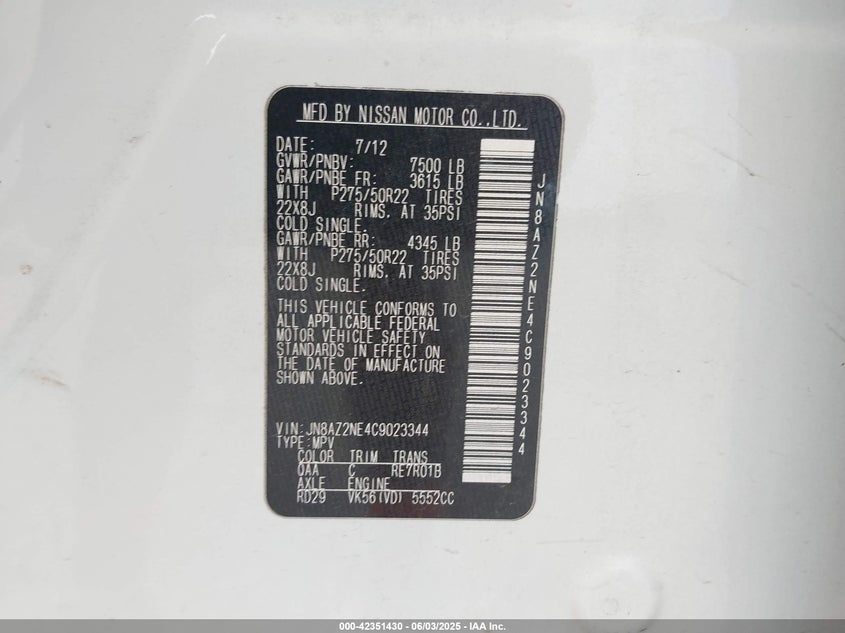 MFD BY NISSAN MOTOR CO.,LTD.
DATE: 7/12
GVWR/PNBV: 7500 LB
GAWR/PNBE FR: 3615 LB
WITH P275/50R22 TIRES
22X8J RIMS. AT 35PSI
COLD SINGLE.
GAWR/PNBE RR: 4345 LB
WITH P275/50R22 TIRES
22X8J RIMS. AT 35PSI
COLD SINGLE.
THIS VEHICLE CONFORMS TO
ALL APPLICABLE FEDERAL
MOTOR VEHICLE SAFETY
STANDARDS IN EFFECT ON
THE DATE OF MANUFACTURE
SHOWN ABOVE.
VIN:JN8AZ2NE4C9023344
TYPE:MPV
COLOR TRIM TRANS
QAA C RE7R01B
AXLE ENGINE
RD29 VK56(VD) 5552CC
JN8AZ2NE4C9023344
000-42351430 - 06/03/2025 - IAA Inc.